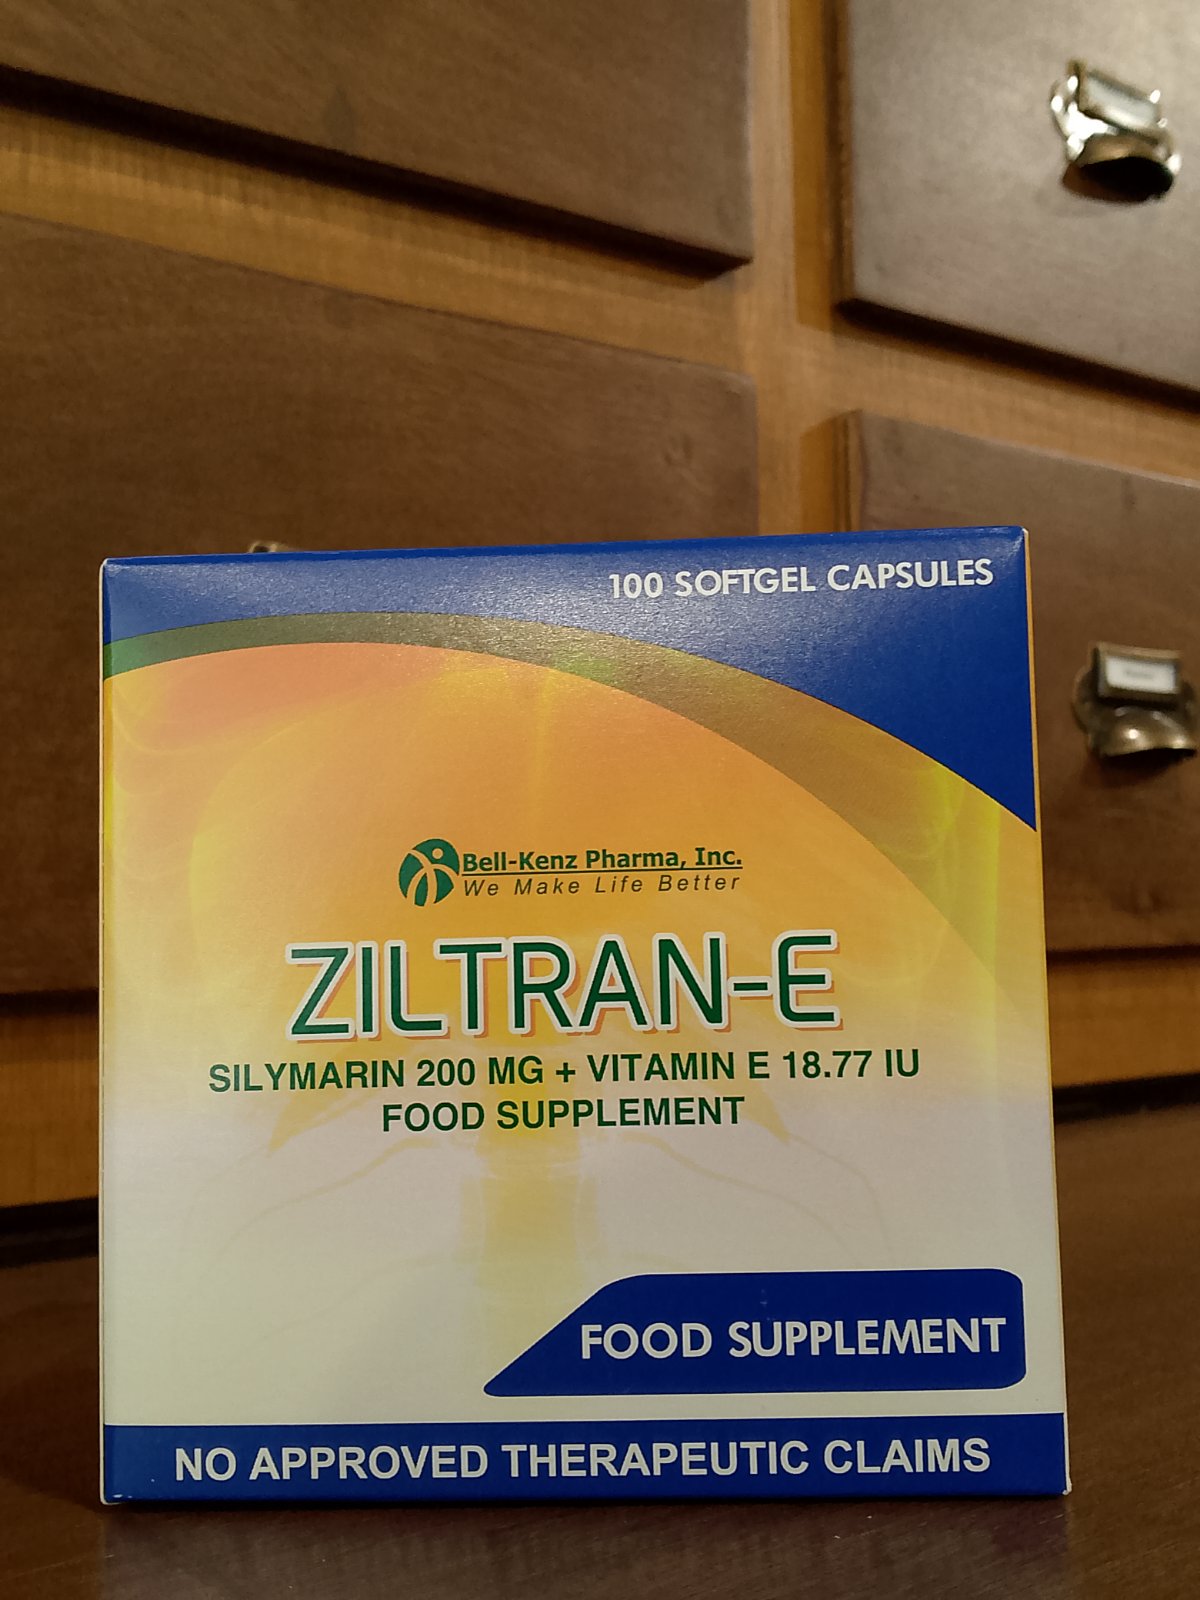 100 SOFTGEL CAPSULES
Bell-Kenz Pharma, Inc.
We Make Life Better
ZILTRAN-E
SILYMARIN 200 MG + VITAMIN E 18.77 IU
FOOD SUPPLEMENT
FOOD SUPPLEMENT
NO APPROVED THERAPEUTIC CLAIMS